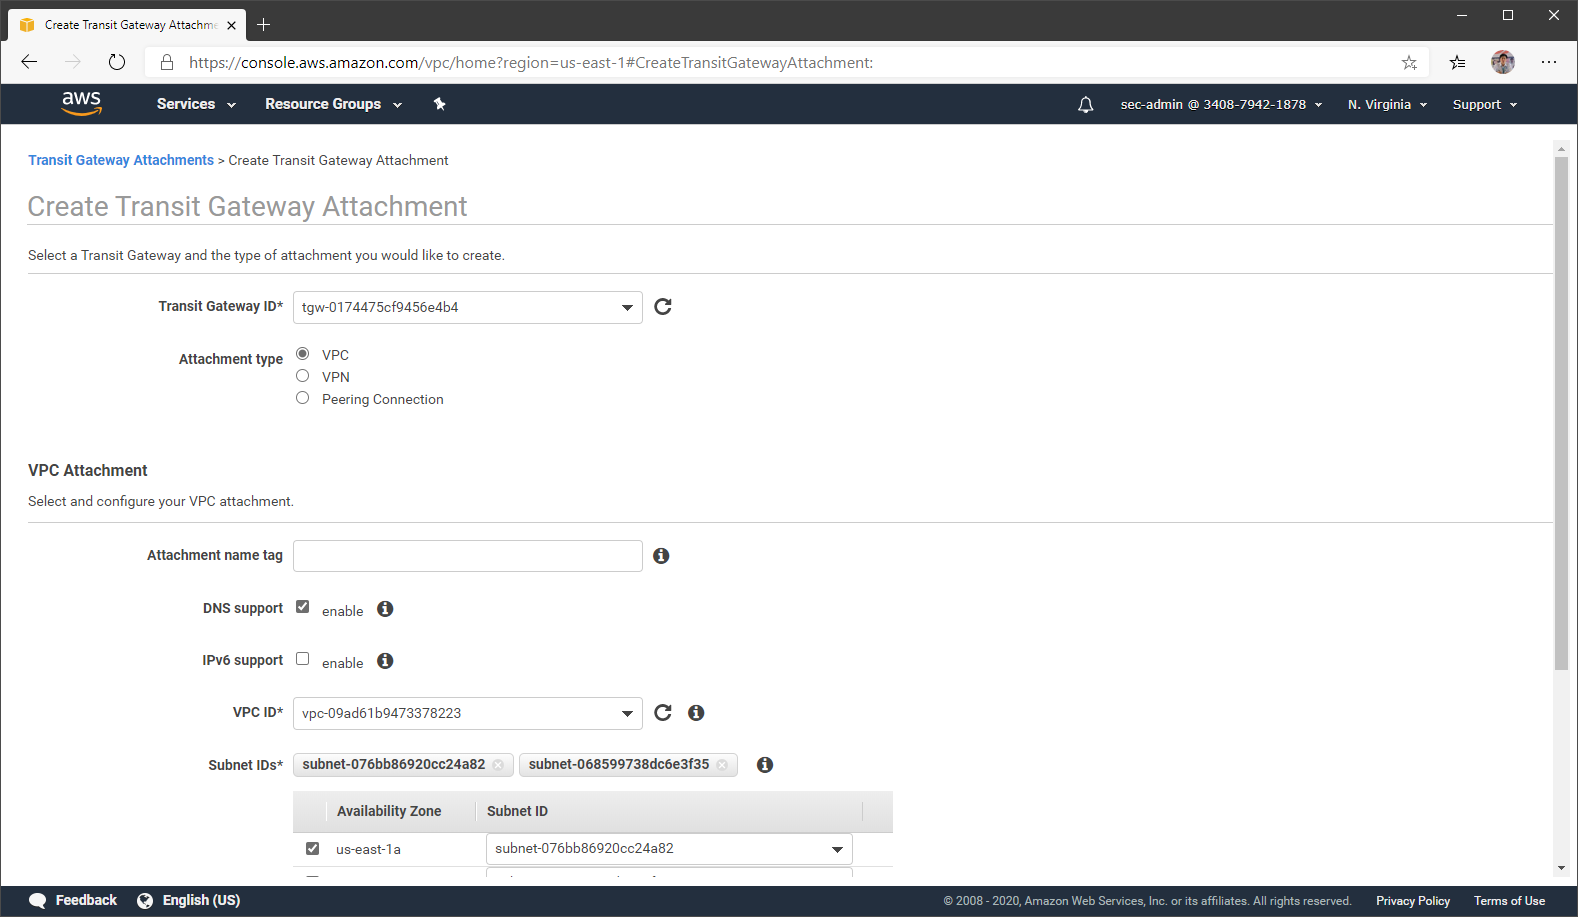 Create Transit Gateway Attachme
https://console.aws.amazon.com/vpc/home?region=us-east-1#CreateTransitGatewayAttachment:
aws Services Resource Groups sec-admin @ 3408-7942-1878 N. Virginia Support
Transit Gateway Attachments > Create Transit Gateway Attachment
Create Transit Gateway Attachment
Select a Transit Gateway and the type of attachment you would like to create.
Transit Gateway ID* tgw-0174475cf9456e4b4
Attachment type VPC
VPN
Peering Connection
VPC Attachment
Select and configure your VPC attachment.
Attachment name tag
DNS support enable
IPv6 support enable
VPC ID* vpc-09ad61b9473378223
Subnet IDs* subnet-076bb86920cc24a82 subnet-068599738dc6e3f35
Availability Zone Subnet ID
us-east-1a subnet-076bb86920cc24a82
Feedback English (US) © 2008 - 2020, Amazon Web Services, Inc. or its affiliates. All rights reserved. Privacy Policy Terms of Use